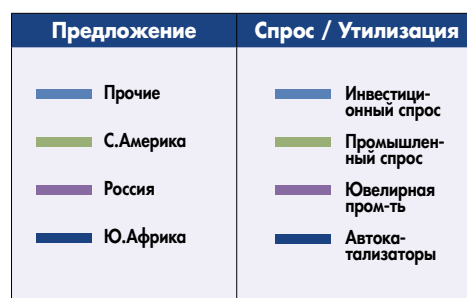 Предложение
Прочие
С.Америка
Россия
Ю.Африка
Спрос / Утилизация
Инвестици-
онный спрос
Промышлен-
ный спрос
Ювелирная
пром-ть
Автока-
тализаторы